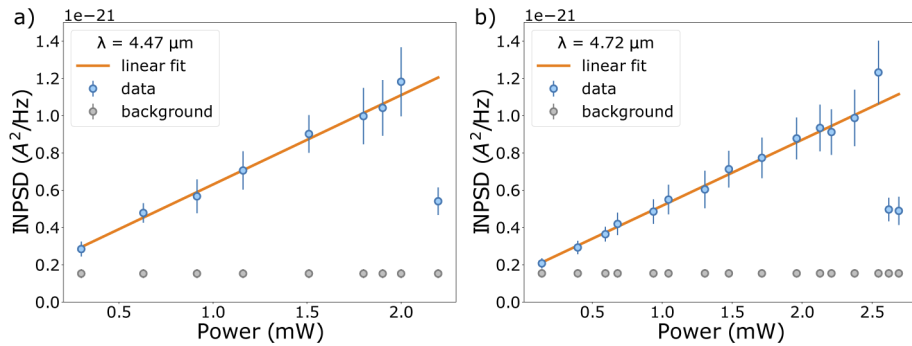 a)
1e−21
λ = 4.47 μm
linear fit
data
background
INPSD (A²/Hz)
1.4
1.2
1.0
0.8
0.6
0.4
0.2
0.0
0.5
1.0
1.5
2.0
Power (mW)
b)
1e−21
λ = 4.72 μm
linear fit
data
background
INPSD (A²/Hz)
1.4
1.2
1.0
0.8
0.6
0.4
0.2
0.0
0.5
1.0
1.5
2.0
2.5
Power (mW)